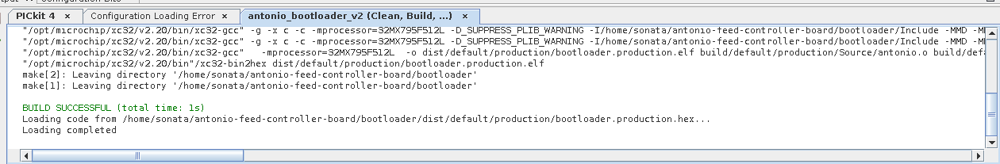 PICkit 4 × Configuration Loading Error × antonio_bootloader_v2 (Clean, Build, ...) ×
"/opt/microchip/xc32/v2.20/bin/xc32-gcc" -g -x c -c -mprocessor=32MX795F512L -D_SUPPRESS_PLIB_WARNING -I/home/sonata/antonio-feed-controller-board/bootloader/Include -MMD
"/opt/microchip/xc32/v2.20/bin/xc32-gcc" -g -x c -c -mprocessor=32MX795F512L -D_SUPPRESS_PLIB_WARNING -I/home/sonata/antonio-feed-controller-board/bootloader/Include -MMD
"/opt/microchip/xc32/v2.20/bin/xc32-gcc" -mprocessor=32MX795F512L -o dist/default/production/bootloader.production.elf build/default/production/Source/antonio.o
"/opt/microchip/xc32/v2.20/bin"/xc32-bin2hex dist/default/production/bootloader.production.elf
make[2]: Leaving directory '/home/sonata/antonio-feed-controller-board/bootloader'
make[1]: Leaving directory '/home/sonata/antonio-feed-controller-board/bootloader'
BUILD SUCCESSFUL (total time: 1s)
Loading code from /home/sonata/antonio-feed-controller-board/bootloader/dist/default/production/bootloader.production.hex...
Loading completed